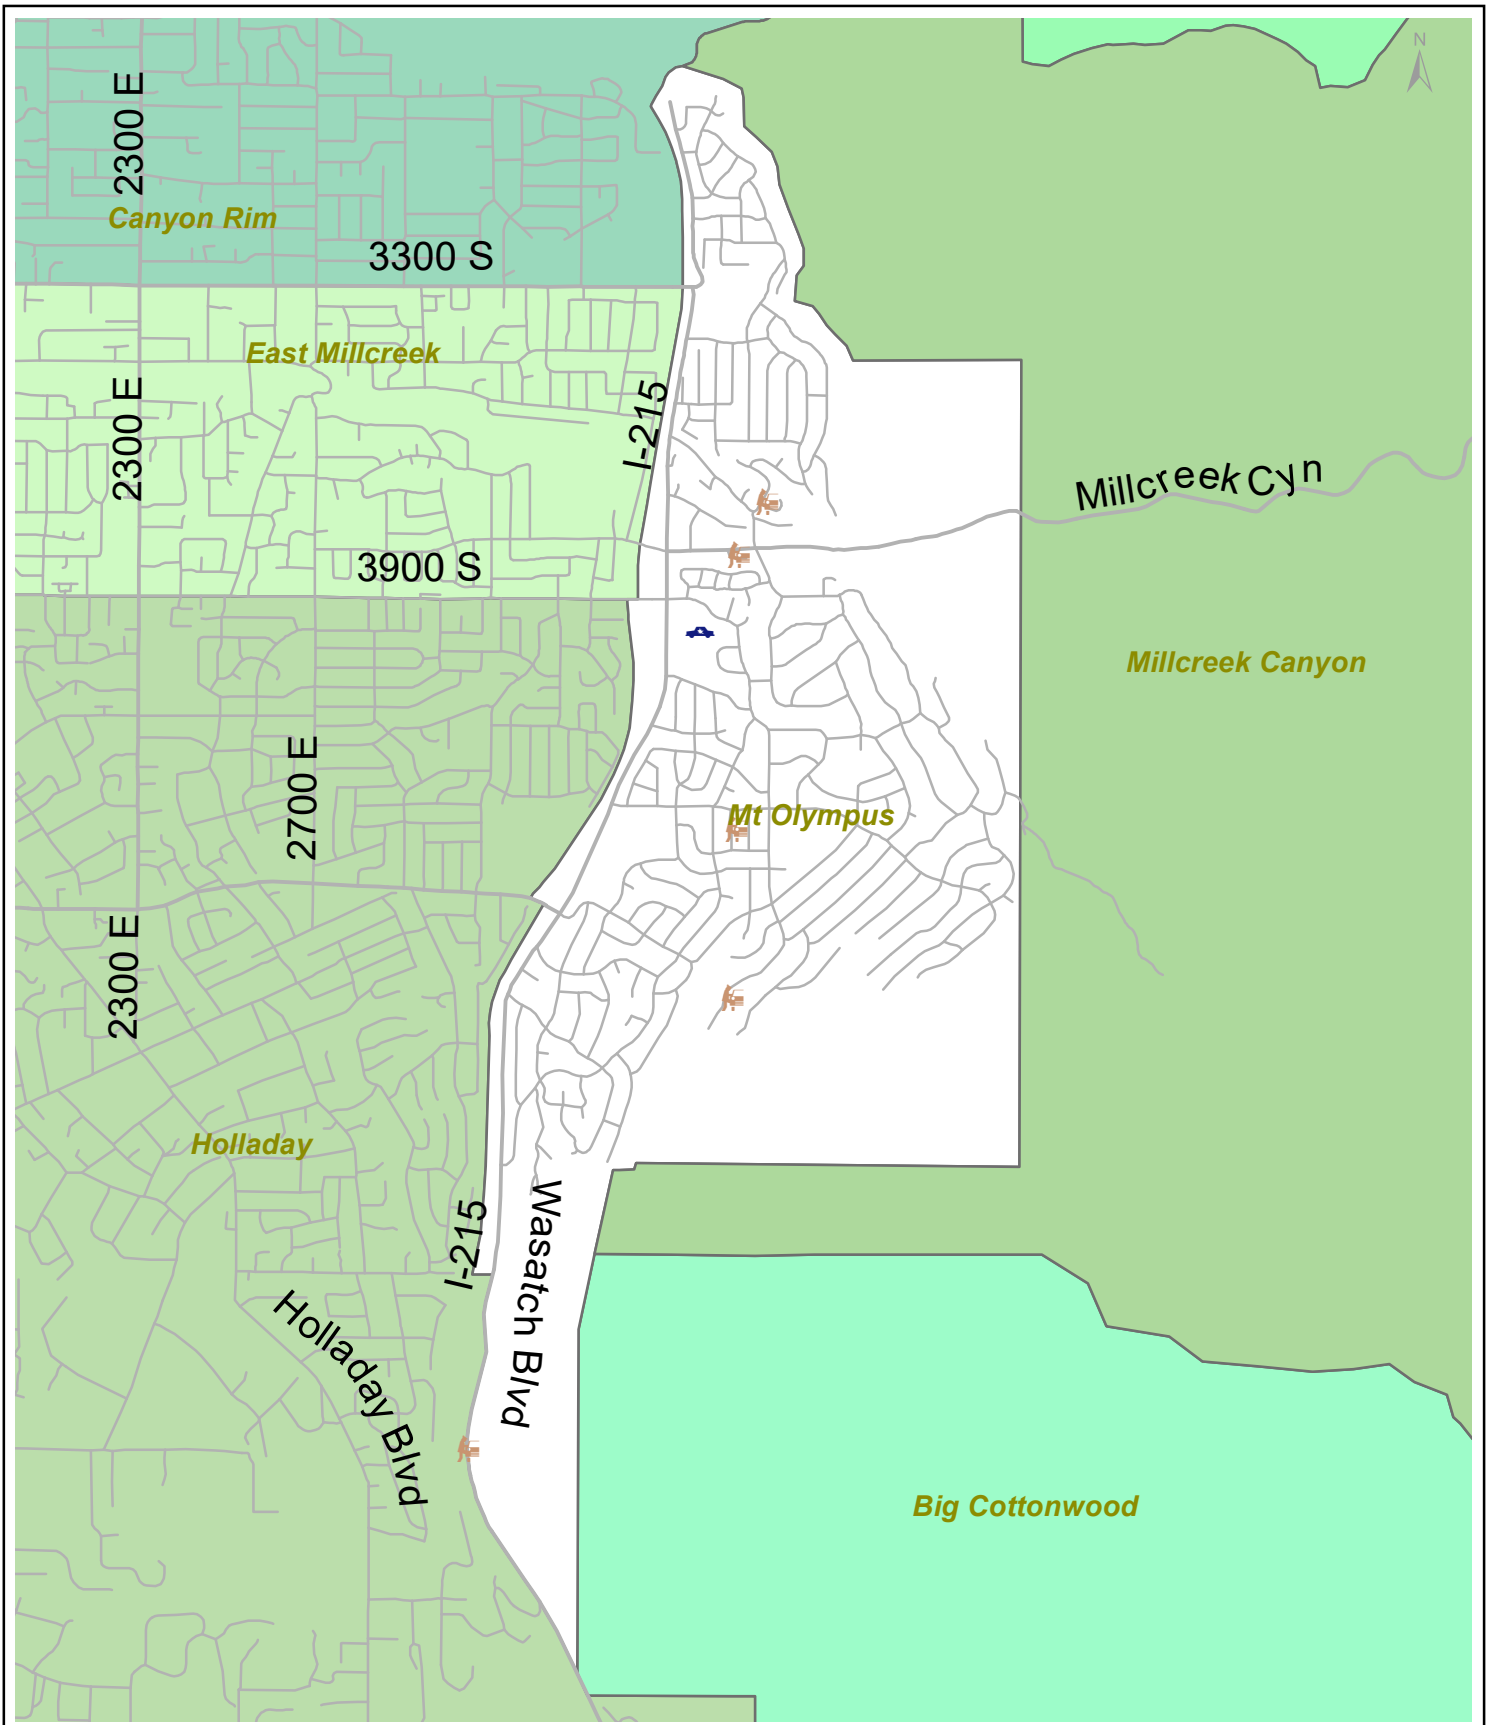 N
2300 E
Canyon Rim
3300 S
East Millcreek
2300 E
I-215
Millcreek Cyn
3900 S
Millcreek Canyon
2700 E
Mt Olympus
2300 E
Holladay
I-215
Wasatch Blvd
Holladay Blvd
Big Cottonwood